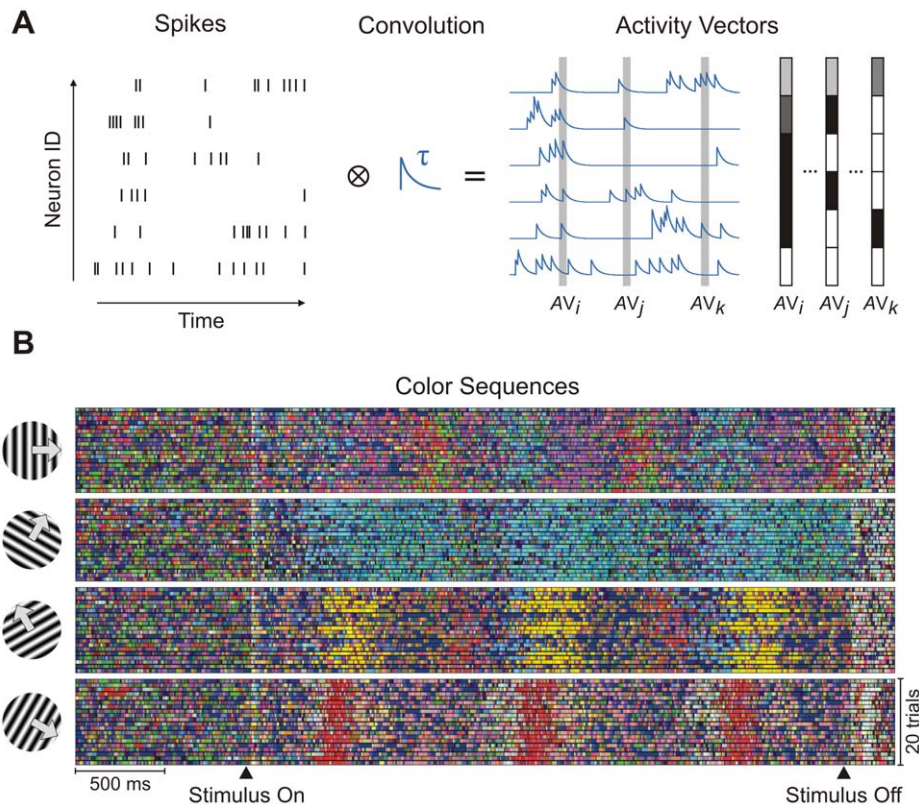 A
Spikes
Convolution
Activity Vectors
Neuron ID
⊗
τ
=
... ...
AVi AVj AVk
AVi AVj AVk
Time
B
Color Sequences
20 trials
500 ms
Stimulus On
Stimulus Off